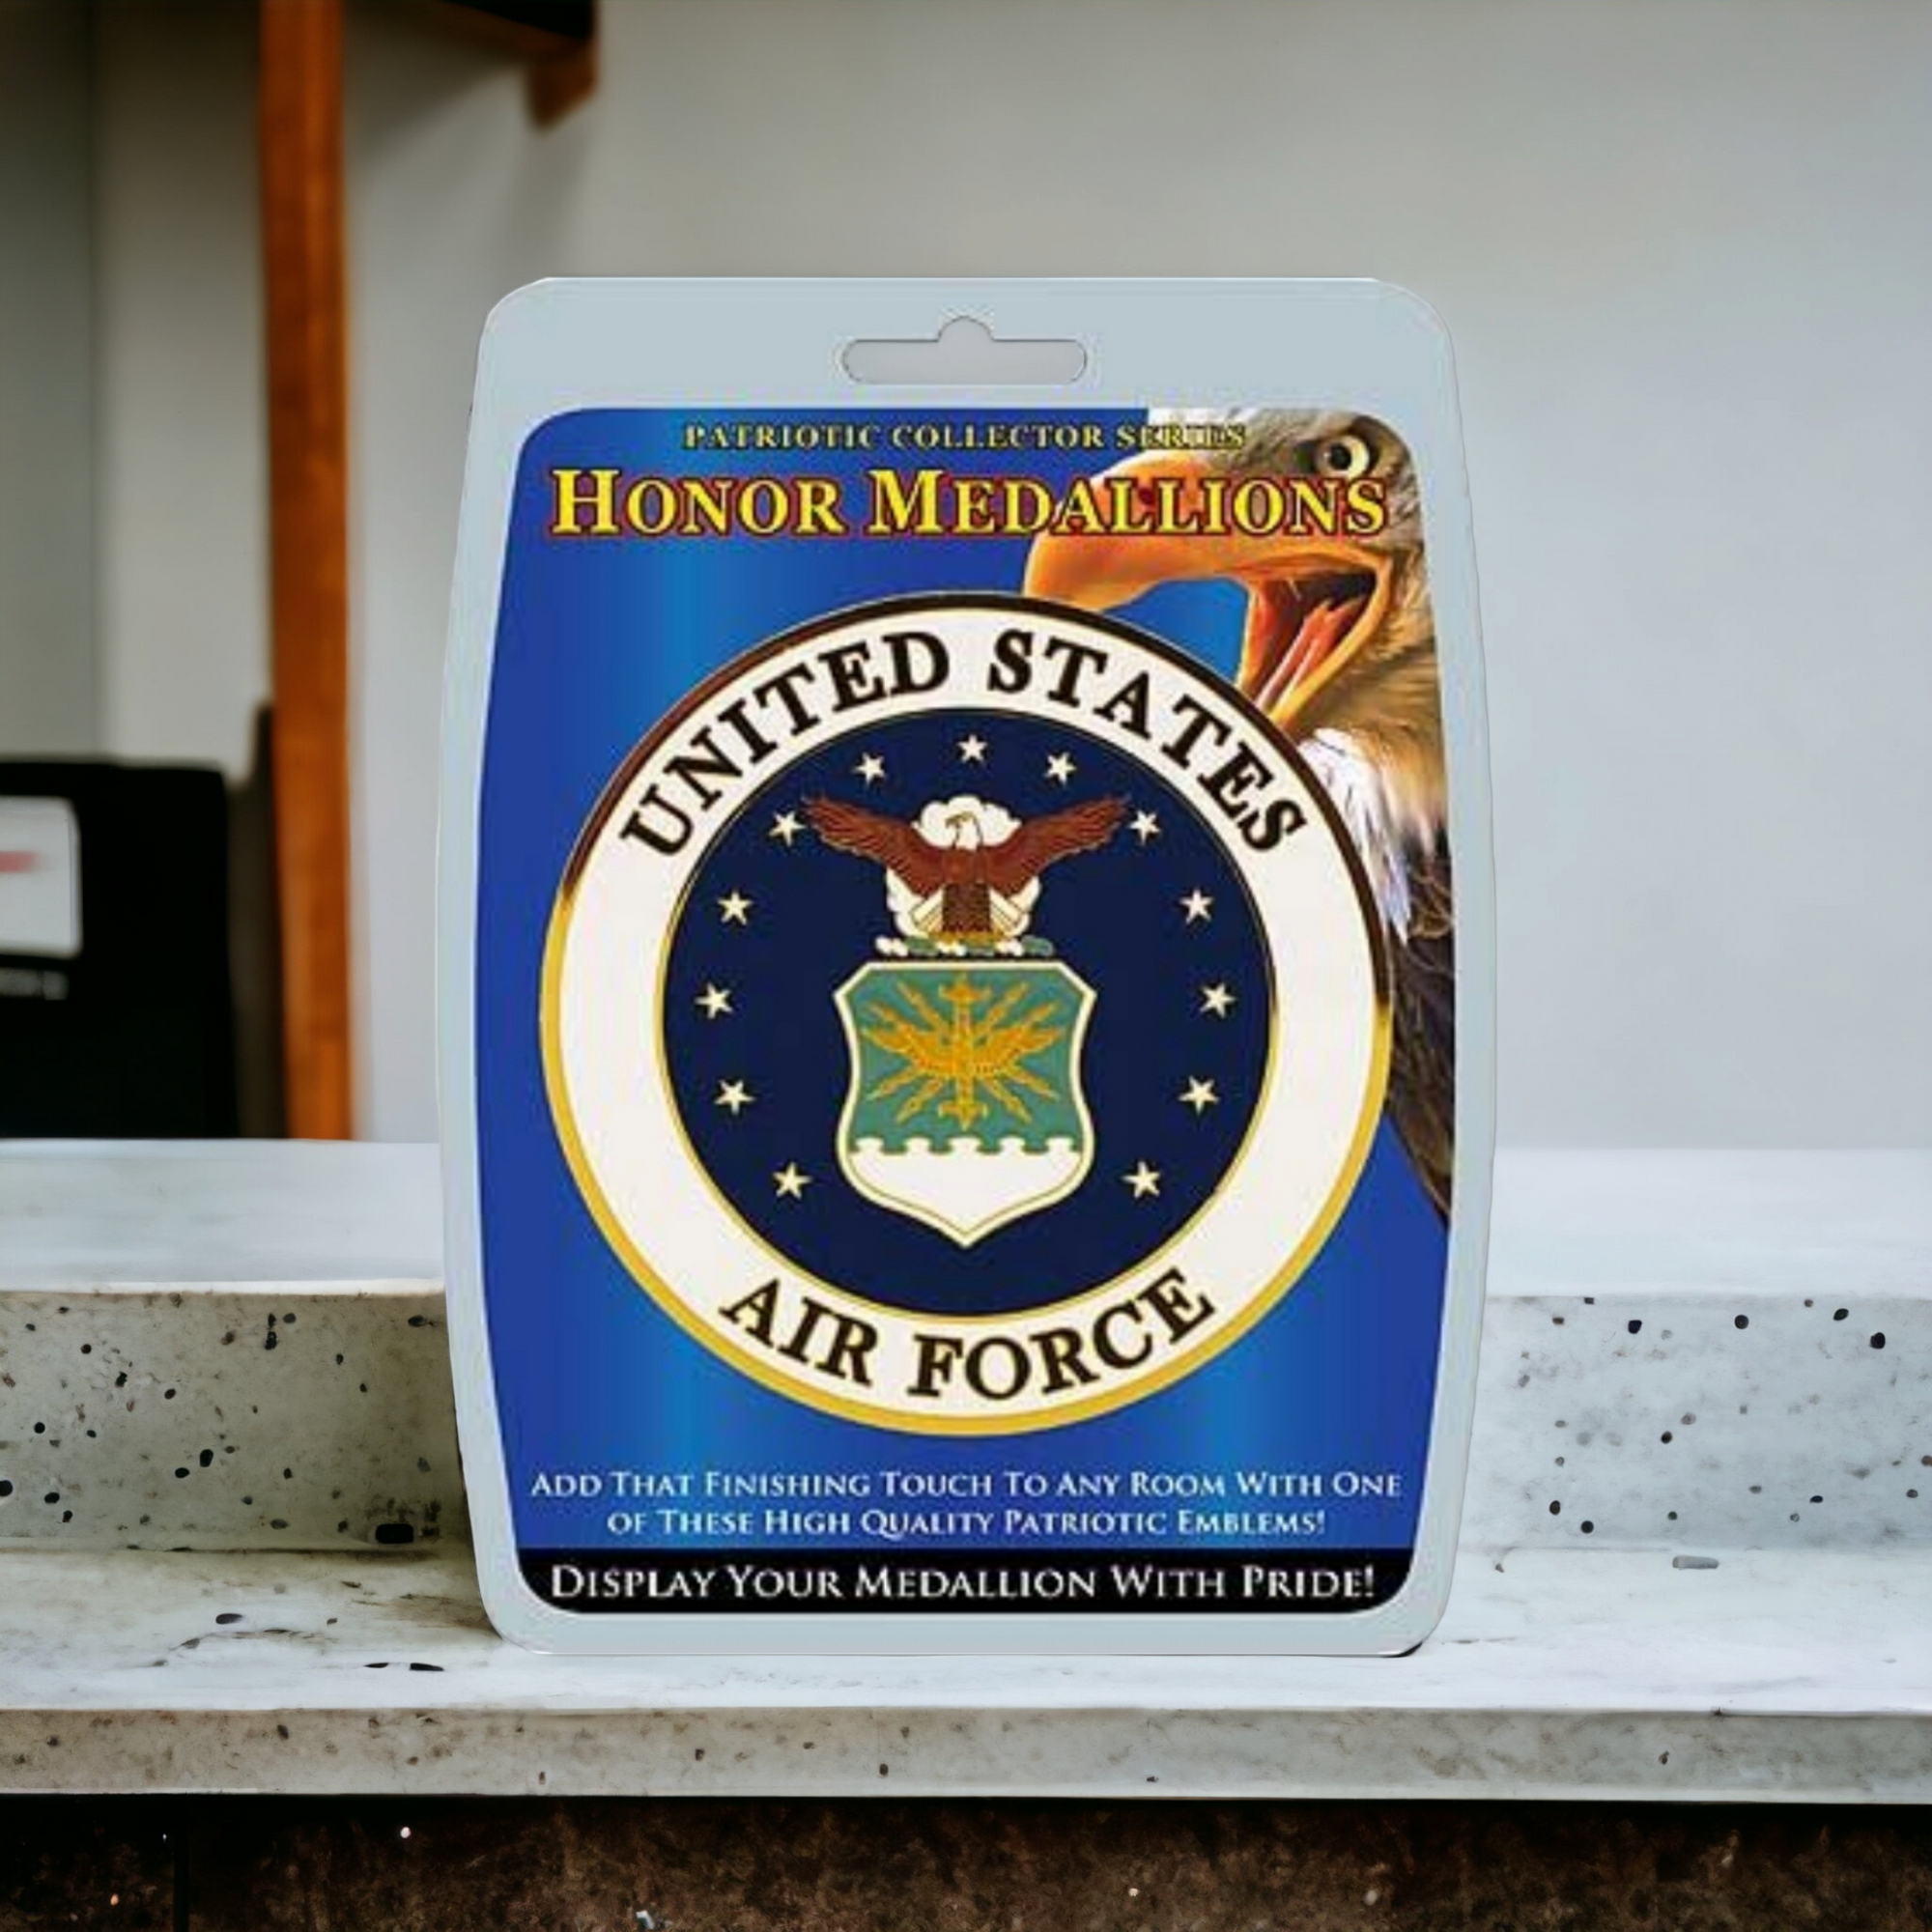 PATRIOTIC COLLECTOR SERIES
HONOR MEDALLIONS
UNITED STATES
AIR FORCE
ADD THAT FINISHING TOUCH TO ANY ROOM WITH ONE
OF THESE HIGH QUALITY PATRIOTIC EMBLEMS!
DISPLAY YOUR MEDALLION WITH PRIDE!